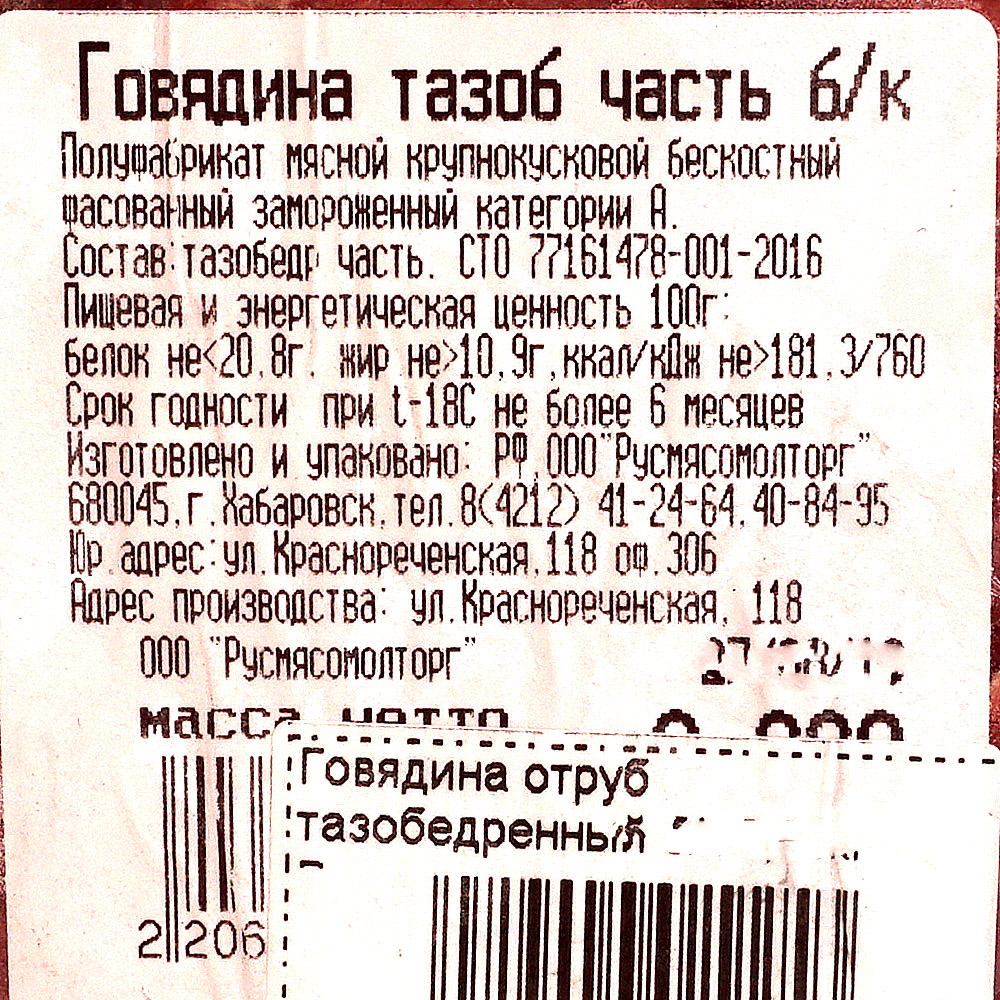 Говядина тазоб часть б/к
Полуфабрикат мясной крупнокусковой бескостный
фасованный замороженный категории А.
Состав:тазобедр часть. СТО 77161478-001-2016
Пищевая и энергетическая ценность 100г:
белок не<20,8г. жир не>10,9г,ккал/кДж не>181,3/760
Срок годности при t-18С не более 6 месяцев
Изготовлено и упаковано: РФ,ООО"Русмясомолторг"
680045,г.Хабаровск,тел.8(4212) 41-24-64,40-84-95
Юр.адрес:ул.Краснореченская,118 оф.306
Адрес производства: ул.Краснореченская, 118
ООО "Русмясомолторг"
масса нетто
Говядина отруб
тазобедренный
2 206